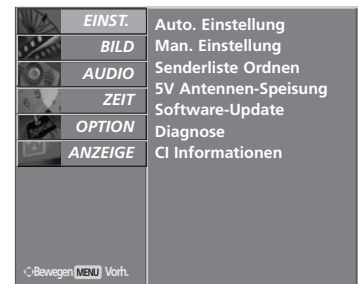 EINST.
BILD
AUDIO
ZEIT
OPTION
ANZEIGE
Auto. Einstellung
Man. Einstellung
Senderliste Ordnen
5V Antennen-Speisung
Software-Update
Diagnose
CI Informationen
Bewegen MENU Vorh.